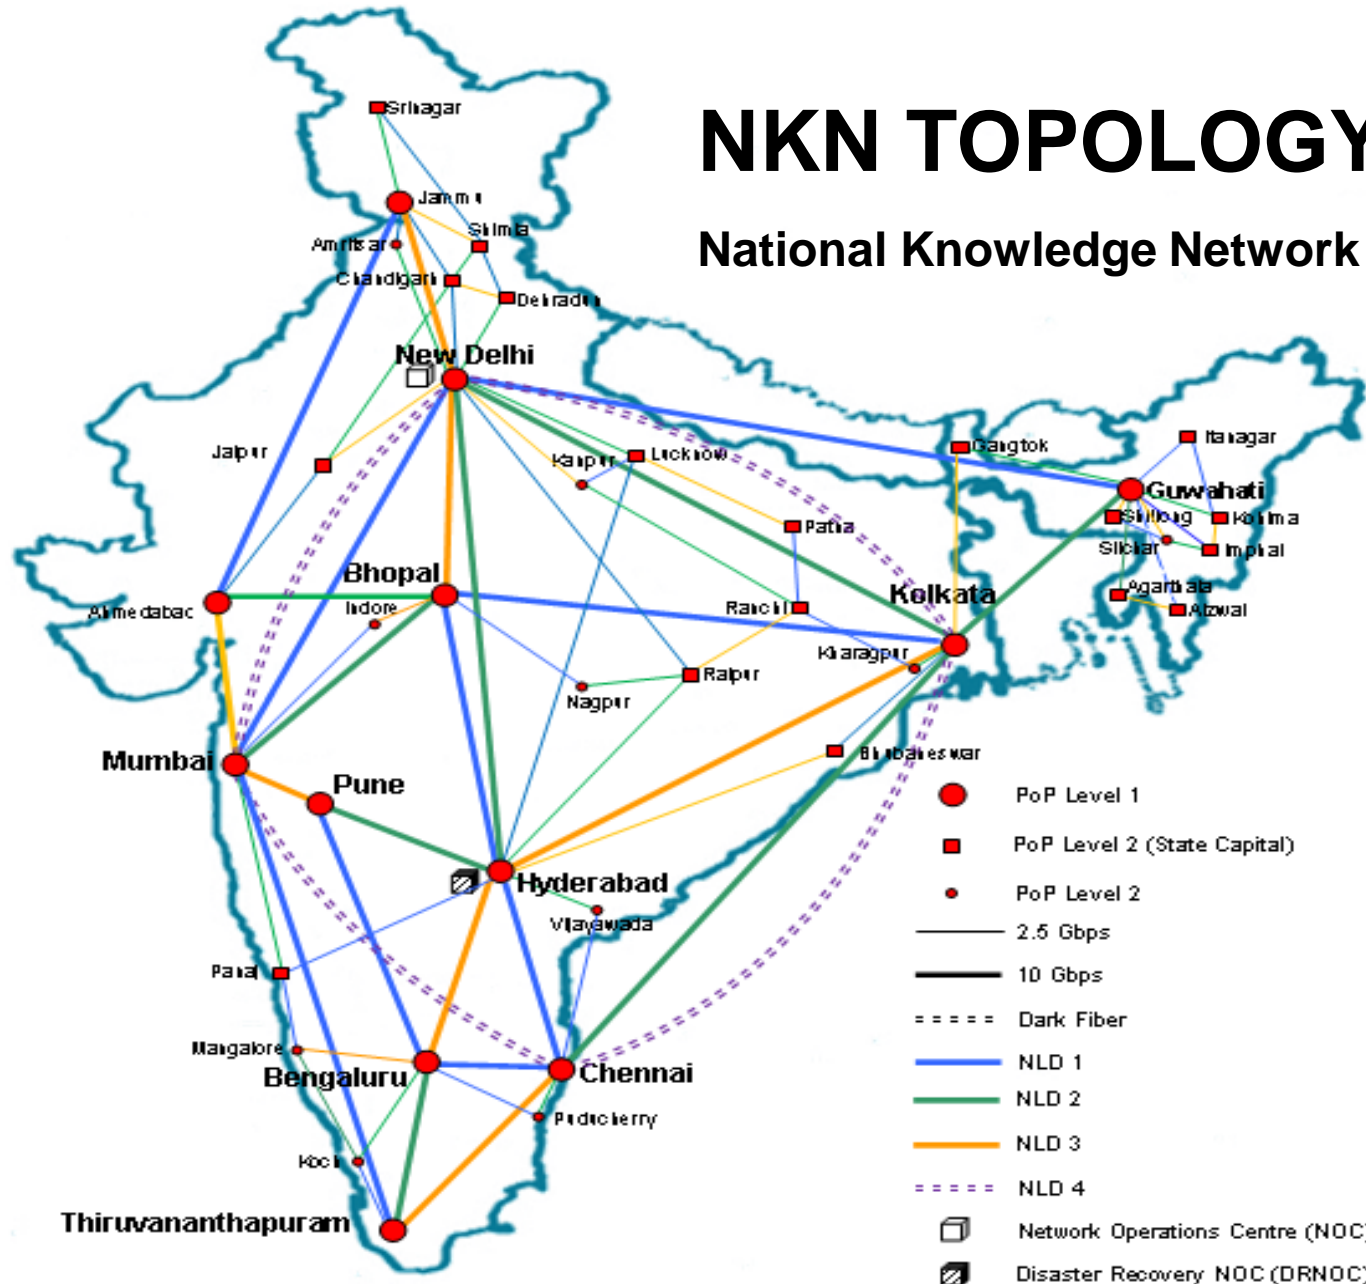 NKN TOPOLOGY
National Knowledge Network
Srinagar
Jammu
Amritsar
Shimla
Chandigarh
Dehradun
New Delhi
Jaipur
Kanpur
Lucknow
Gangtok
Itanagar
Guwahati
Shillong
Kohima
Silchar
Imphal
Patna
Bhopal
Ahmedabad
Indore
Ranchi
Kolkata
Agarthala
Aizwal
Kharagpur
Raipur
Nagpur
Mumbai
Bhubaneswar
Pune
PoP Level 1
PoP Level 2 (State Capital)
Hyderabad
PoP Level 2
Vijayawada
2.5 Gbps
Panaji
10 Gbps
Dark Fiber
Mangalore
Bengaluru
Chennai
NLD 1
NLD 2
Puducherry
NLD 3
Kochi
NLD 4
Thiruvananthapuram
Network Operations Centre (NOC)
Disaster Recovery NOC (DRNOC)